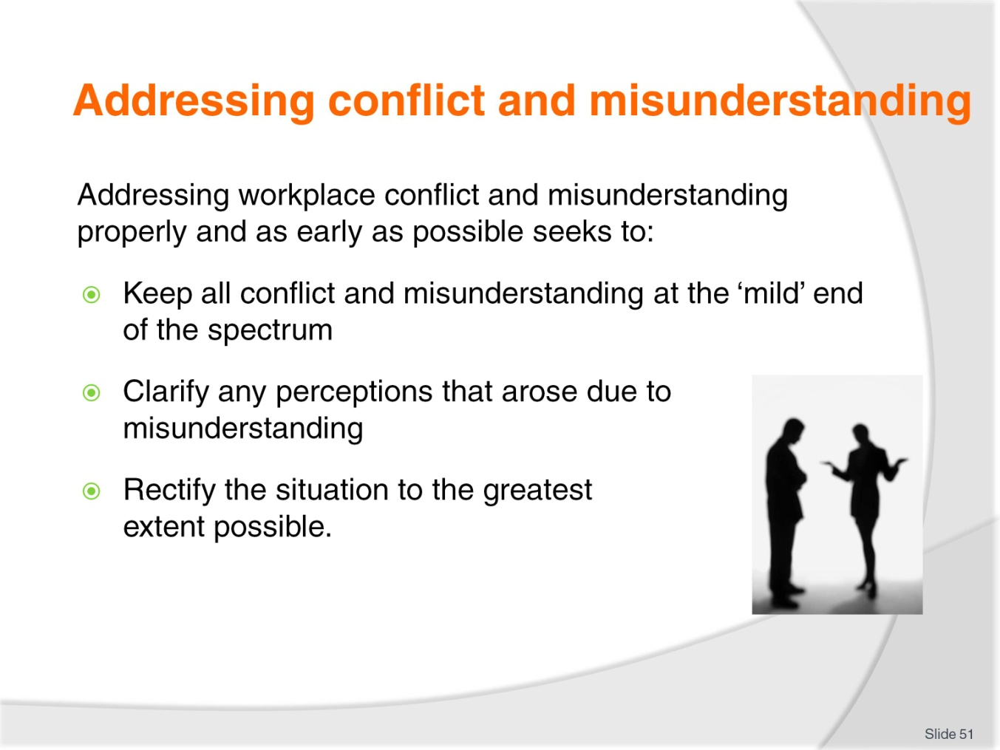 Addressing conflict and misunderstanding
Addressing workplace conflict and misunderstanding
properly and as early as possible seeks to:
Keep all conflict and misunderstanding at the ‘mild’ end
of the spectrum
Clarify any perceptions that arose due to
misunderstanding
Rectify the situation to the greatest
extent possible.
Slide 51